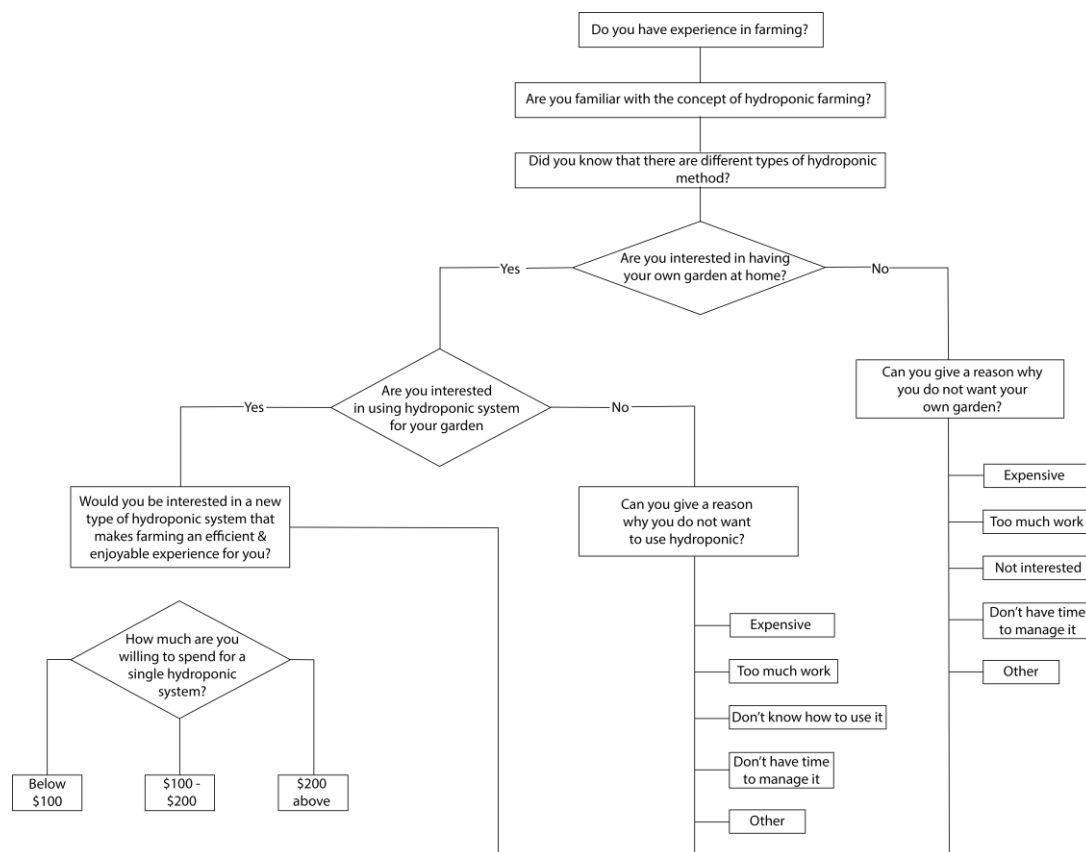 Do you have experience in farming?
Are you familiar with the concept of hydroponic farming?
Did you know that there are different types of hydroponic
method?
Are you interested in having
your own garden at home?
Yes
No
Are you interested
in using hydroponic system
for your garden
Yes
No
Can you give a reason why
you do not want your
own garden?
Expensive
Too much work
Not interested
Don't have time
to manage it
Other
Would you be interested in a new
type of hydroponic system that
makes farming an efficient &
enjoyable experience for you?
Can you give a reason
why you do not want
to use hydroponic?
Expensive
Too much work
Don't know how to use it
Don't have time
to manage it
Other
How much are you
willing to spend for a
single hydroponic
system?
Below
$100
$100 -
$200
$200
above